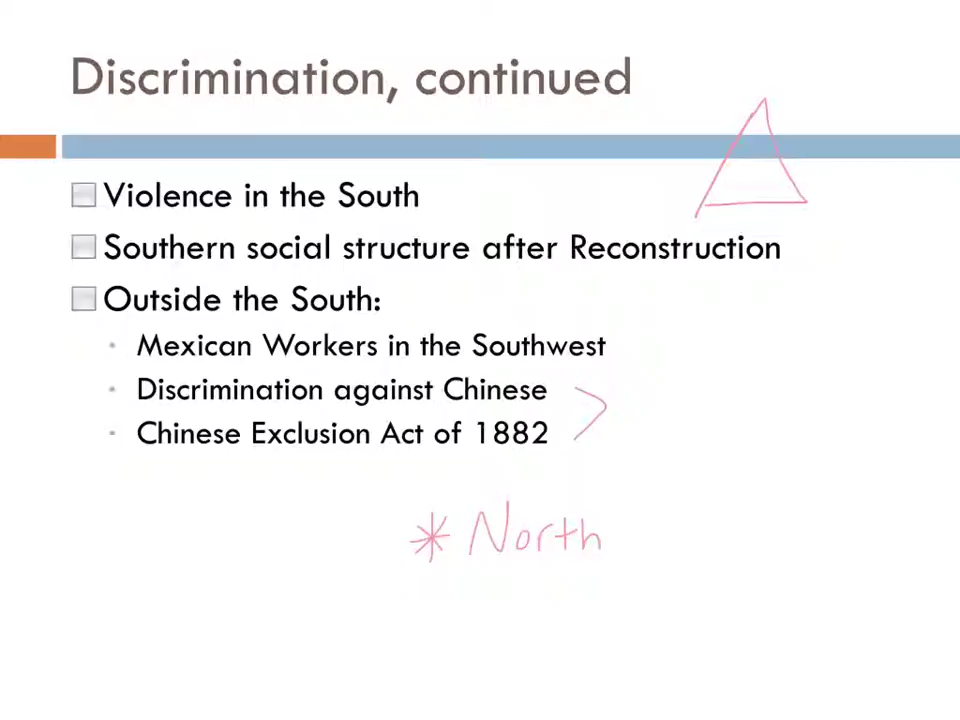 Discrimination, continued
Violence in the South
Southern social structure after Reconstruction
Outside the South:
Mexican Workers in the Southwest
Discrimination against Chinese
Chinese Exclusion Act of 1882
* North